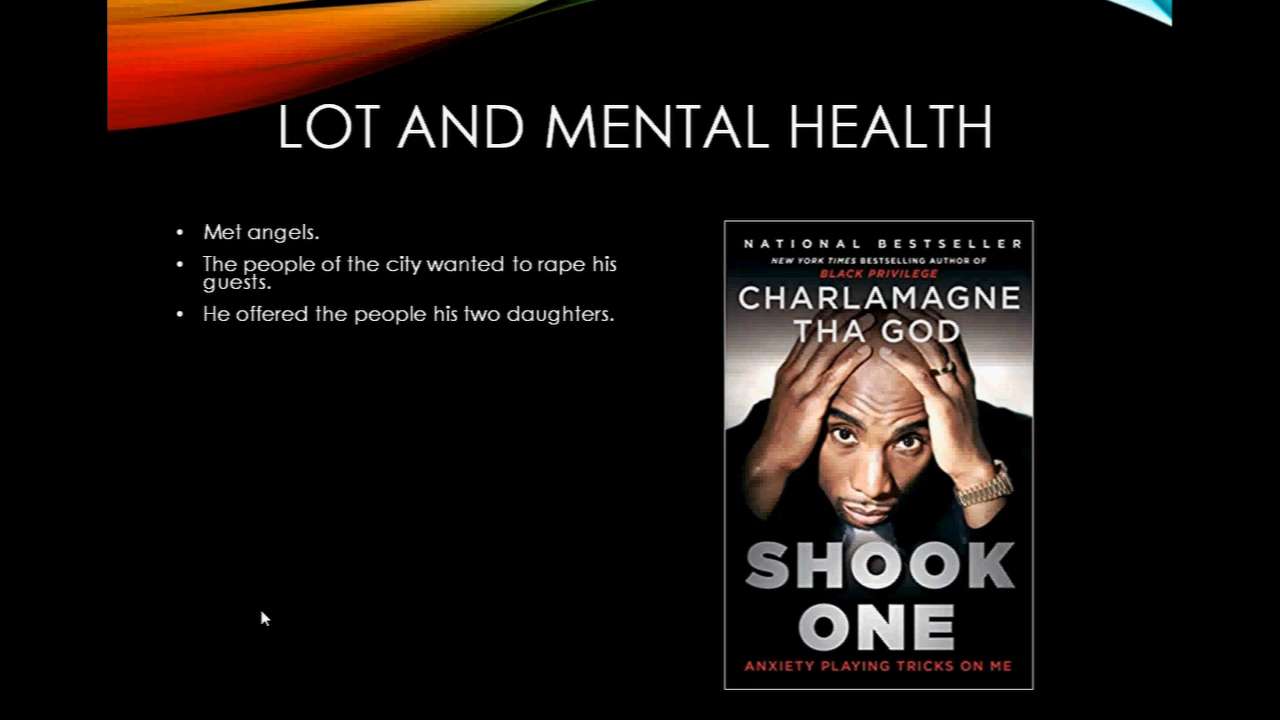 LOT AND MENTAL HEALTH
• Met angels.
• The people of the city wanted to rape his
guests.
• He offered the people his two daughters.
NATIONAL BESTSELLER
NEW YORK TIMES BESTSELLING AUTHOR OF
BLACK PRIVILEGE
CHARLAMAGNE
THA GOD
SHOOK
ONE
ANXIETY PLAYING TRICKS ON ME